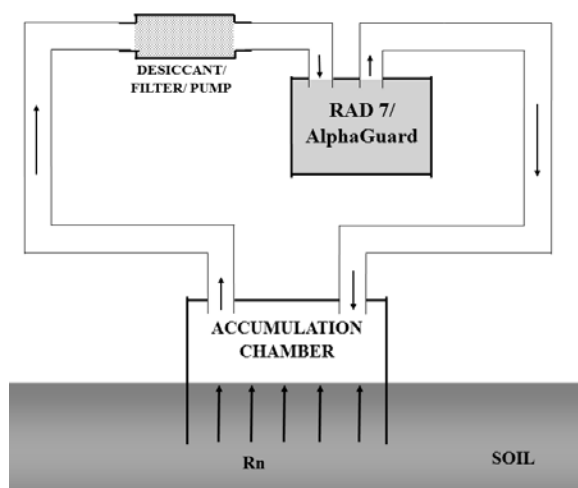 DESICCANT/
FILTER/ PUMP
RAD 7/
AlphaGuard
ACCUMULATION
CHAMBER
Rn
SOIL